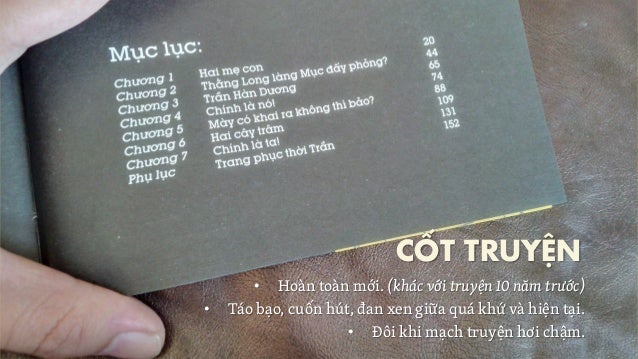 Mục lục:
Chương 1 Hai mẹ con 20
Chương 2 Thằng Long làng Mục đấy phỏng? 44
Chương 3 Trần Hàn Dương 65
Chương 4 Chính là nó! 74
Chương 5 Mày có khai ra không thì bảo? 88
Chương 6 Hai cây trâm 109
Chương 7 Chính là ta! 131
Phụ lục Trang phục thời Trần 152
CỐT TRUYỆN
• Hoàn toàn mới. (khác với truyện 10 năm trước)
• Táo bạo, cuốn hút, đan xen giữa quá khứ và hiện tại.
• Đôi khi mạch truyện hơi chậm.